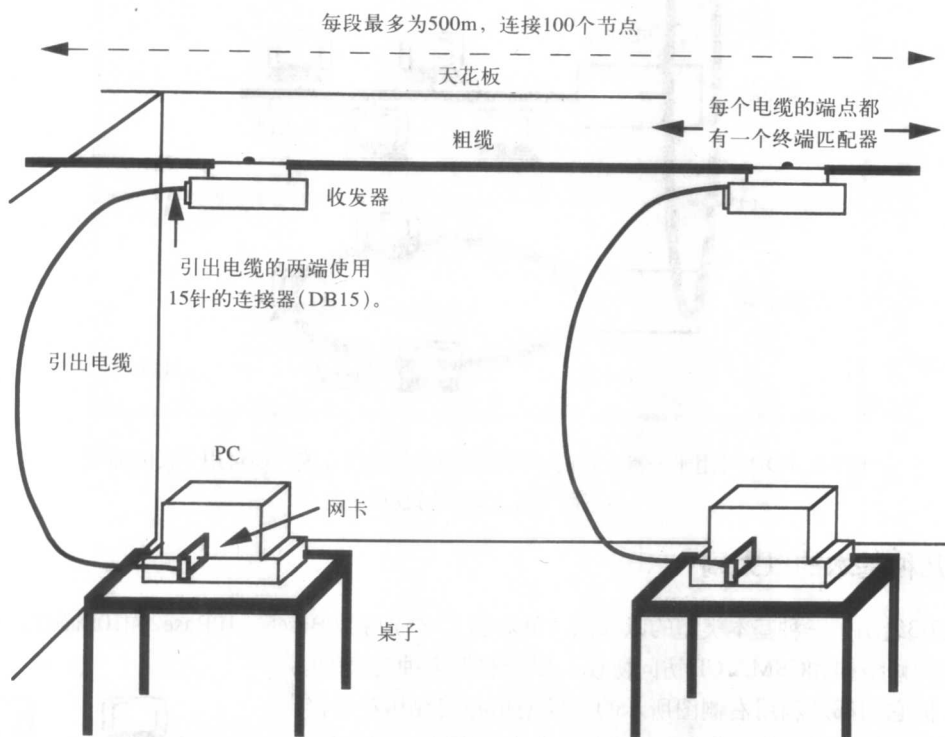 每段最多为500m，连接100个节点
天花板
每个电缆的端点都
有一个终端匹配器
粗缆
收发器
引出电缆的两端使用
15针的连接器(DB15)。
引出电缆
PC
网卡
桌子